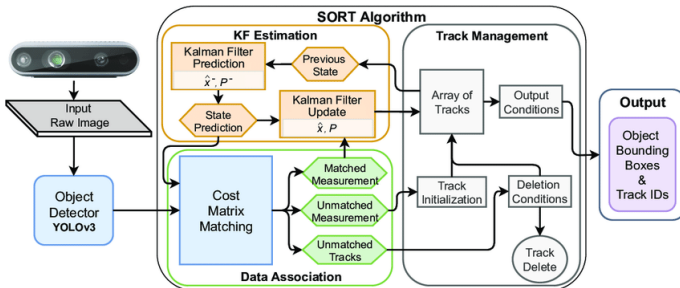 SORT Algorithm
KF Estimation
Track Management
Kalman Filter
Prediction
x̂⁻, P⁻
Previous
State
State
Prediction
Kalman Filter
Update
x̂, P
Array of
Tracks
Output
Conditions
Input
Raw Image
Object
Detector
YOLOv3
Cost
Matrix
Matching
Matched
Measurement
Unmatched
Measurement
Unmatched
Tracks
Data Association
Track
Initialization
Deletion
Conditions
Track
Delete
Output
Object
Bounding
Boxes
&
Track IDs